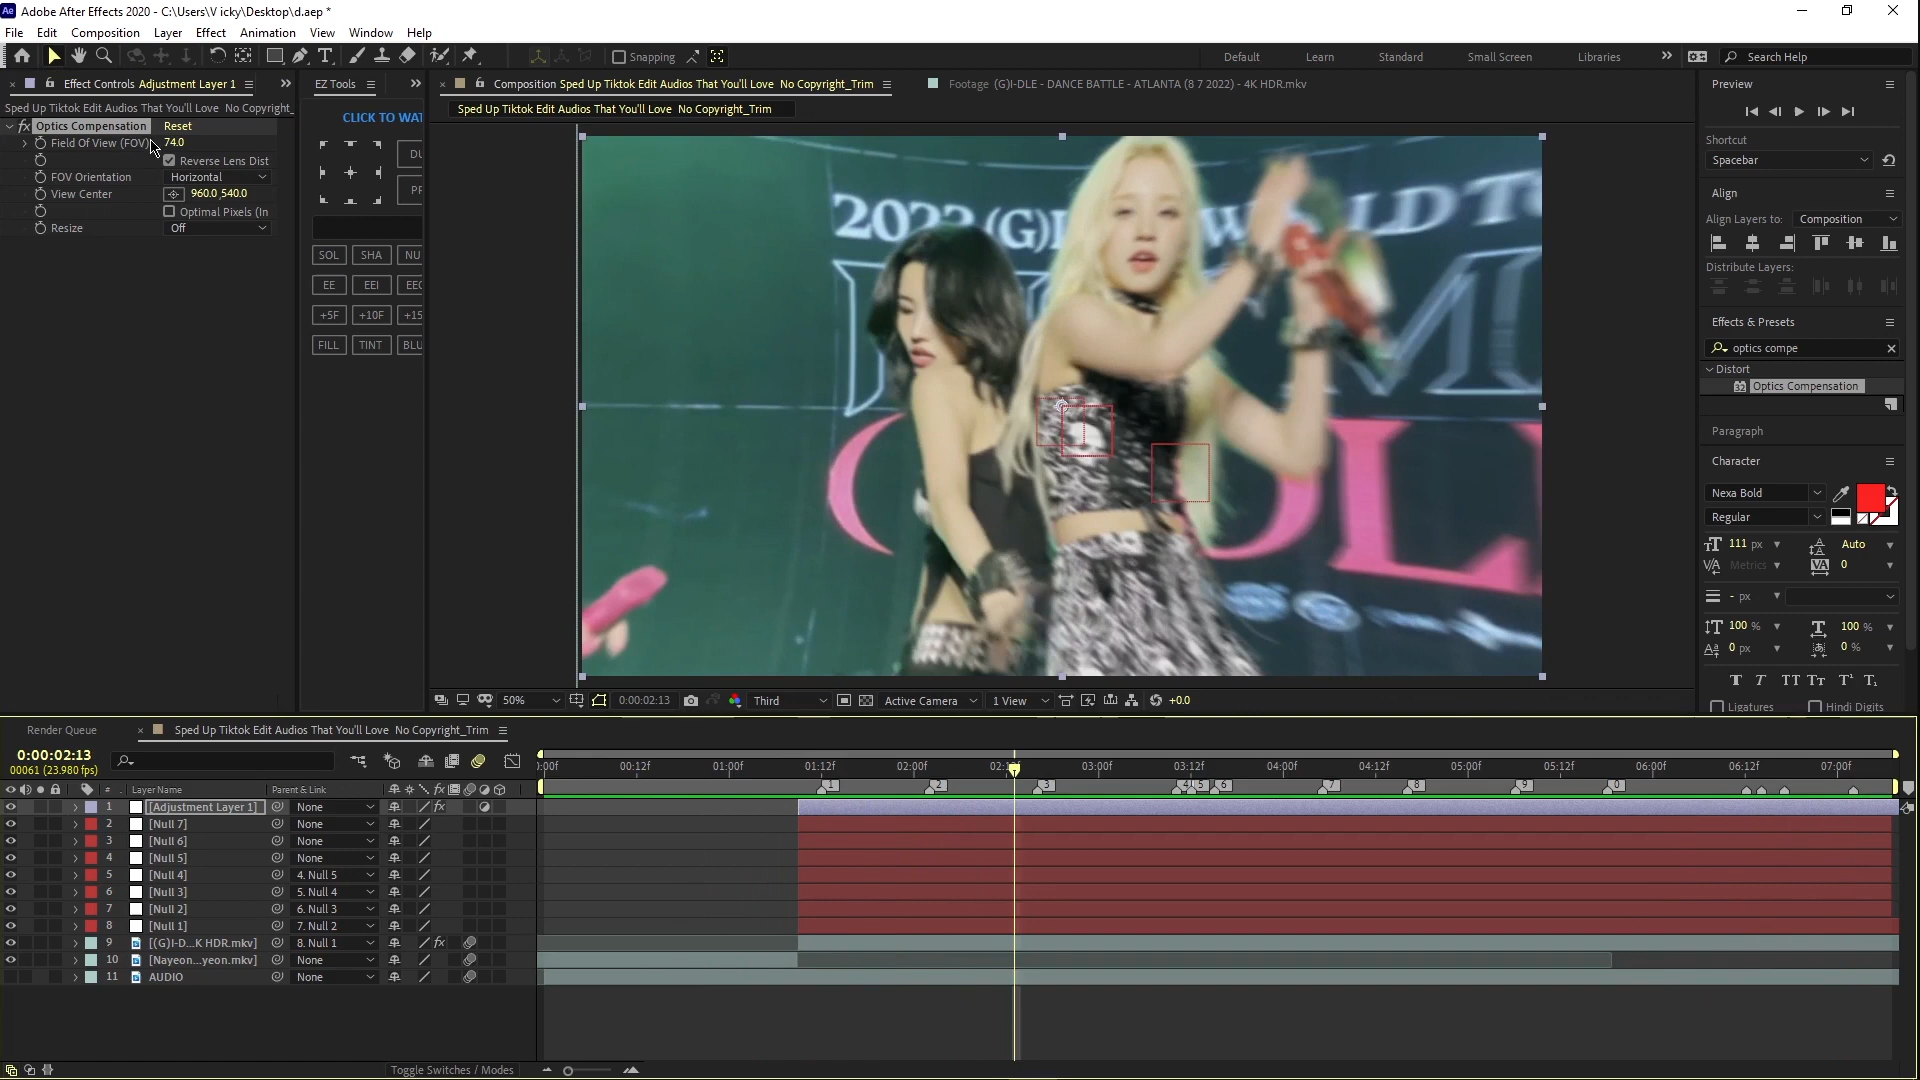 Adobe After Effects 2020 - C:\Users\V icky\Desktop\d.aep *
File Edit Composition Layer Effect Animation View Window Help
Snapping
Default Learn Standard Small Screen Libraries
Search Help
Effect Controls Adjustment Layer 1
Sped Up Tiktok Edit Audios That You'll Love No Copyright_
fx Optics Compensation Reset
Field Of View (FOV) 74.0
Reverse Lens Dist
FOV Orientation Horizontal
View Center 960.0,540.0
Optimal Pixels (In
Resize Off
EZ Tools
CLICK TO WAT
SOL SHA NU
EE EEI EEO
+5F +10F +15
FILL TINT BLU
Composition Sped Up Tiktok Edit Audios That You'll Love No Copyright_Trim
Footage (G)I-DLE - DANCE BATTLE - ATLANTA (8 7 2022) - 4K HDR.mkv
Sped Up Tiktok Edit Audios That You'll Love No Copyright_Trim
2022 (G)I
50% 0:00:02:13 Third Active Camera 1 View +0.0
Preview
Shortcut
Spacebar
Align
Align Layers to: Composition
Distribute Layers:
Effects & Presets
optics compe
Distort
Optics Compensation
Paragraph
Character
Nexa Bold
Regular
111 px Auto
Metrics 0
- px
100 % 100 %
0 px 0 %
Ligatures Hindi Digits
Render Queue Sped Up Tiktok Edit Audios That You'll Love No Copyright_Trim
0:00:02:13
00061 (23.980 fps)
# Layer Name Parent & Link
:00f 00:12f 01:00f 01:12f 02:00f 03:00f 03:12f 04:00f 04:12f 05:00f 05:12f 06:00f 06:12f 07:00f
1 2 3 4 5 6 7 8 9 0
1 [Adjustment Layer 1] None
2 [Null 7] None
3 [Null 6] None
4 [Null 5] None
5 [Null 4] 4. Null 5
6 [Null 3] 5. Null 4
7 [Null 2] 6. Null 3
8 [Null 1] 7. Null 2
9 [(G)I-D...K HDR.mkv] 8. Null 1
10 [Nayeon...yeon.mkv] None
11 AUDIO None
Toggle Switches / Modes